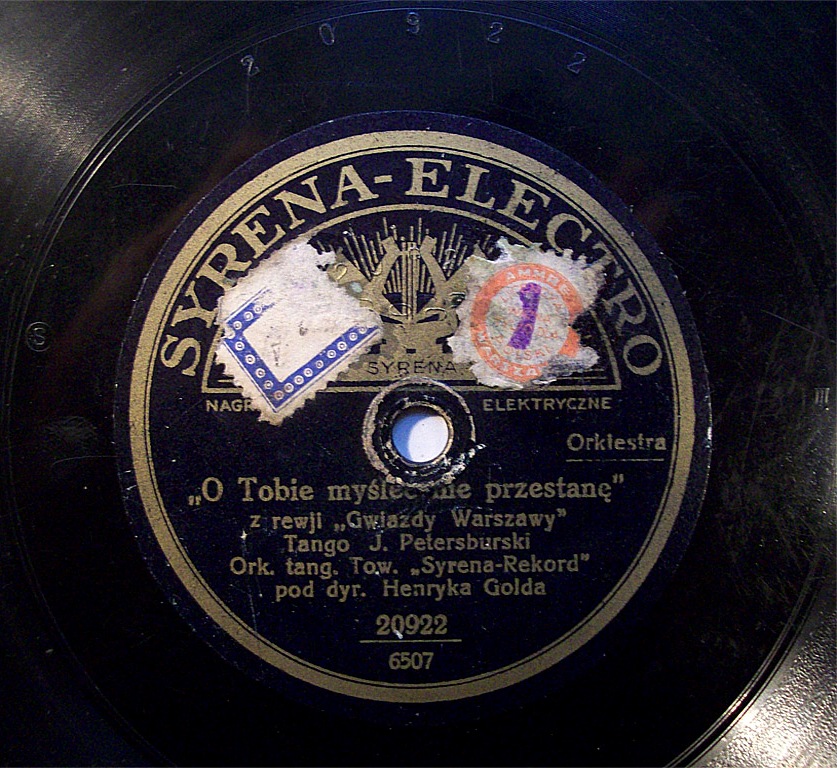 20922
SYRENA-ELECTRO
1
SYRENA
ELEKTRYCZNE
Orkiestra
„O Tobie myśleć nie przestanę”
z rewji „Gwiazdy Warszawy”
Tango J. Petersburski
Ork. tang. Tow. „Syrena-Rekord”
pod dyr. Henryka Golda
20922
6507